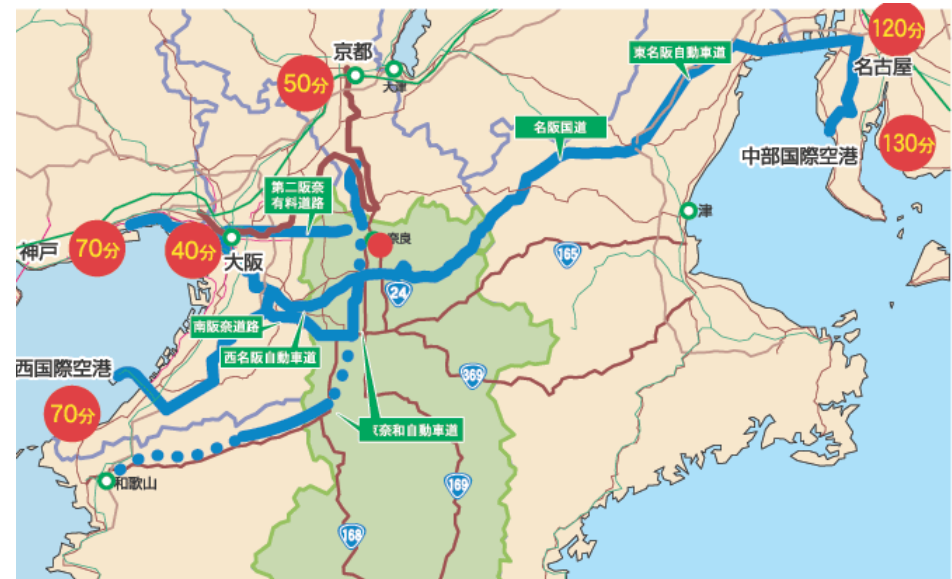 120分
京都
東名阪自動車道
名古屋
50分
大津
名阪国道
130分
中部国際空港
第二阪奈
有料道路
津
神戸
70分
40分
大阪
奈良
165
24
南阪奈道路
西名阪自動車道
西国際空港
369
70分
奈和自動車道
和歌山
169
168